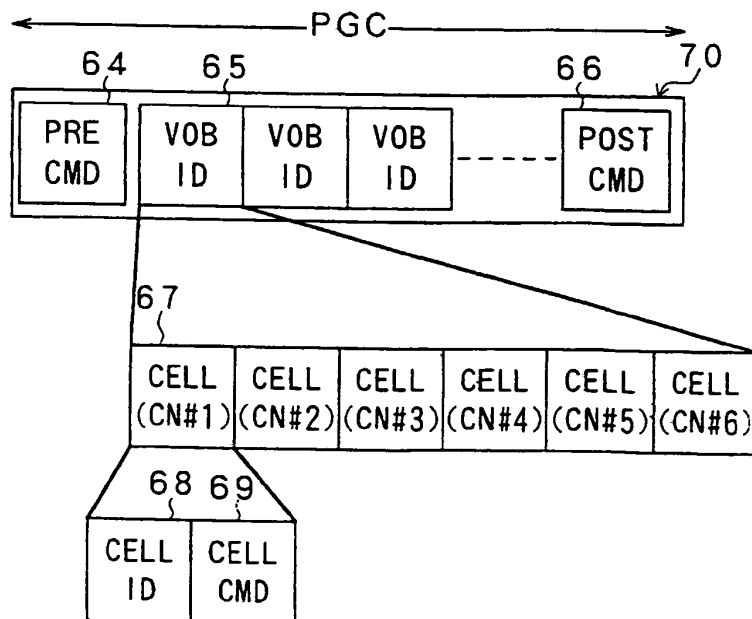 PGC
64 65 66 70
PRE CMD VOB ID VOB ID VOB ID POST CMD
67
CELL (CN#1) CELL (CN#2) CELL (CN#3) CELL (CN#4) CELL (CN#5) CELL (CN#6)
68 69
CELL ID CELL CMD